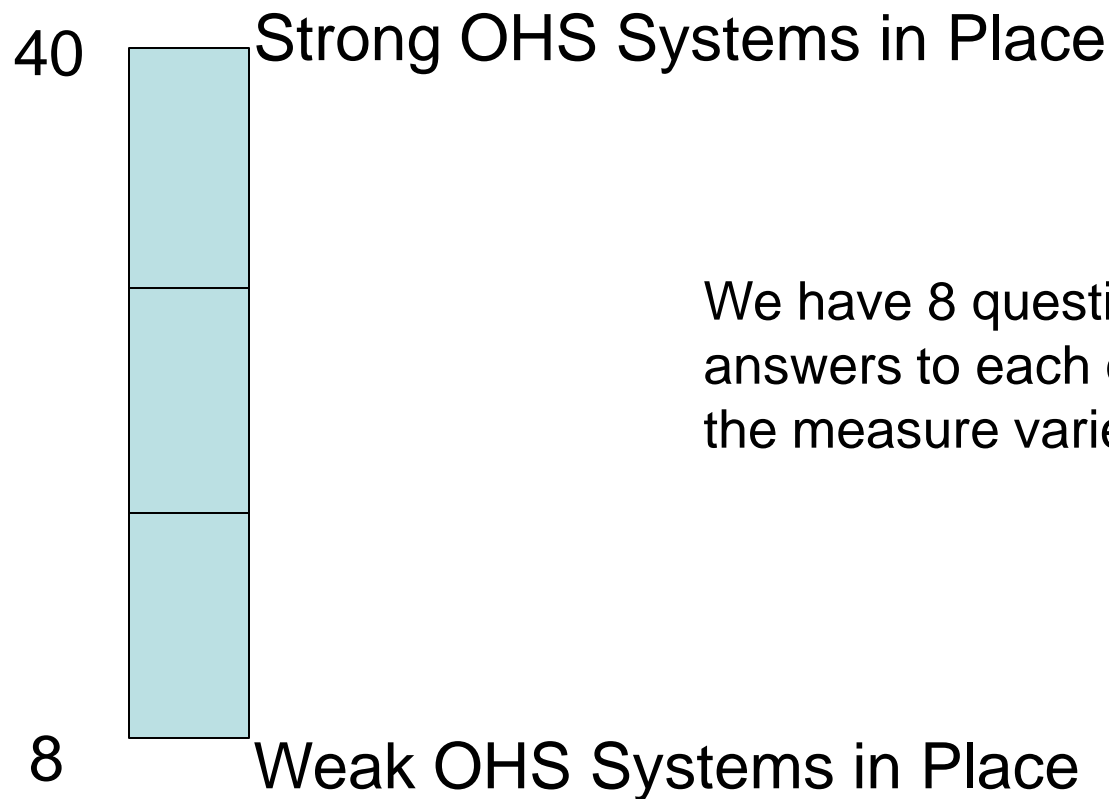 40 Strong OHS Systems in Place
We have 8 questi
answers to each
the measure varie
8 Weak OHS Systems in Place